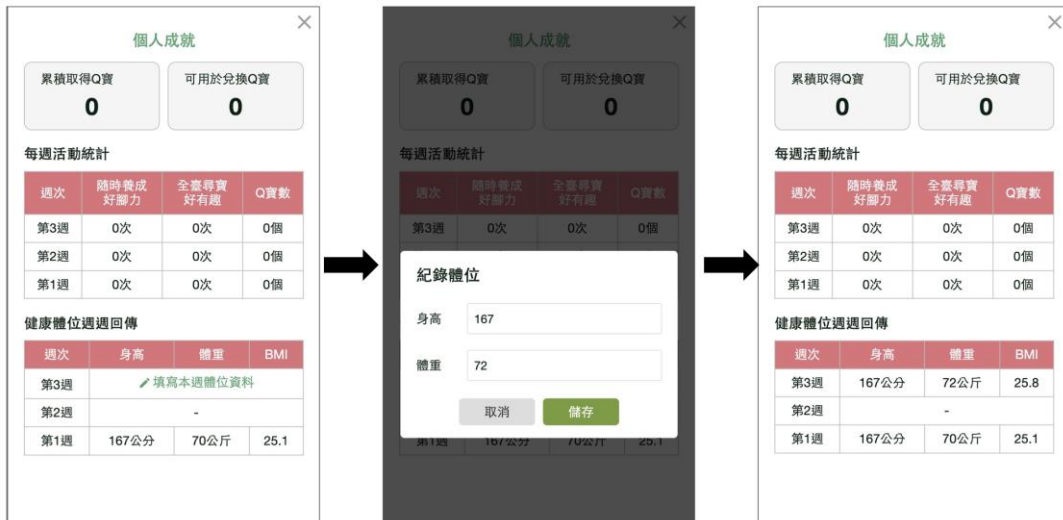 個人成就
累積取得Q寶 可用於兌換Q寶
0 0
每週活動統計
週次 隨時養成好腳力 全臺尋寶好有趣 Q寶數
第3週 0次 0次 0個
第2週 0次 0次 0個
第1週 0次 0次 0個
健康體位週週回傳
週次 身高 體重 BMI
第3週 填寫本週體位資料
第2週 -
第1週 167公分 70公斤 25.1
個人成就
累積取得Q寶 可用於兌換Q寶
0 0
每週活動統計
週次 隨時養成好腳力 全臺尋寶好有趣 Q寶數
第3週 0次 0次 0個
紀錄體位
身高 167
體重 72
取消 儲存
第1週 167公分 70公斤 25.1
個人成就
累積取得Q寶 可用於兌換Q寶
0 0
每週活動統計
週次 隨時養成好腳力 全臺尋寶好有趣 Q寶數
第3週 0次 0次 0個
第2週 0次 0次 0個
第1週 0次 0次 0個
健康體位週週回傳
週次 身高 體重 BMI
第3週 167公分 72公斤 25.8
第2週 -
第1週 167公分 70公斤 25.1